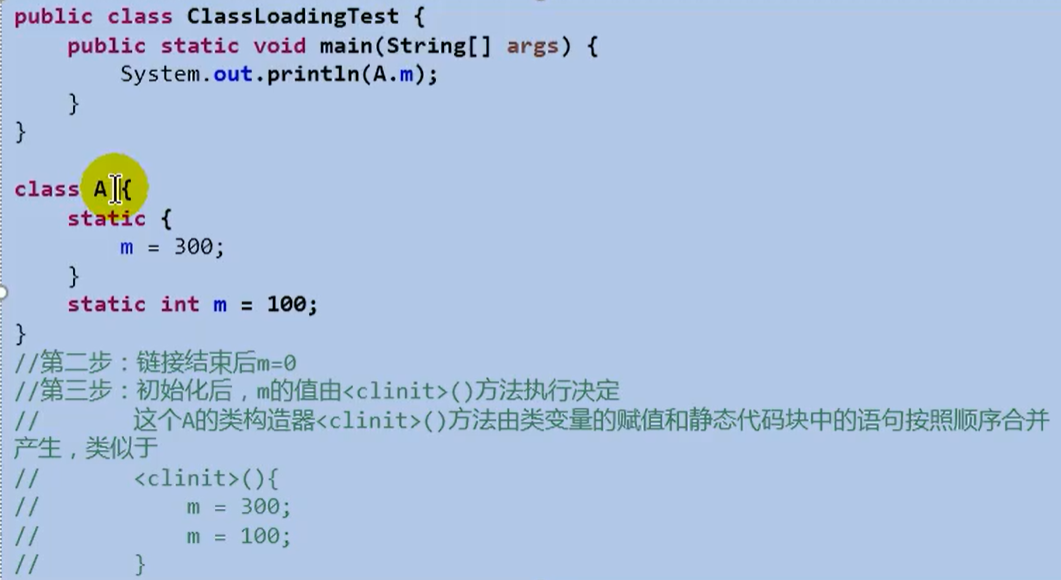 public class ClassLoadingTest {
    public static void main(String[] args) {
        System.out.println(A.m);
    }
}
class A {
    static {
        m = 300;
    }
    static int m = 100;
}
//第二步：链接结束后m=0
//第三步：初始化后，m的值由<clinit>()方法执行决定
//       这个A的类构造器<clinit>()方法由类变量的赋值和静态代码块中的语句按照顺序合并
产生，类似于
//       <clinit>(){
//           m = 300;
//           m = 100;
//       }